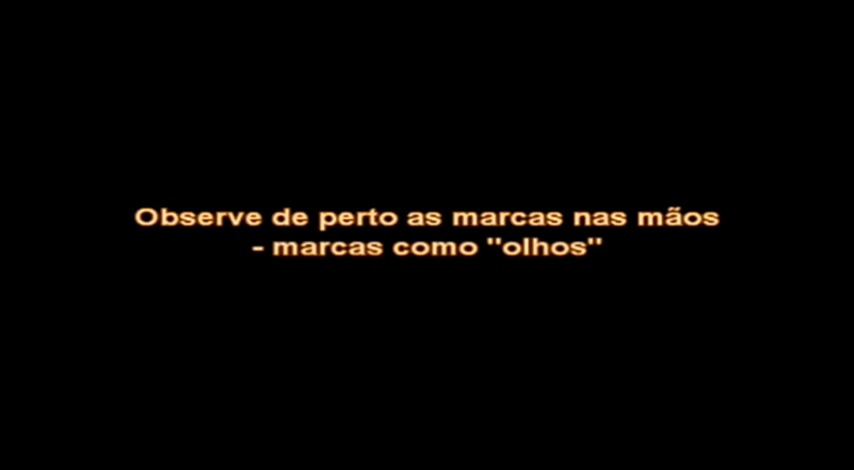 Observe de perto as marcas nas mãos
- marcas como "olhos"